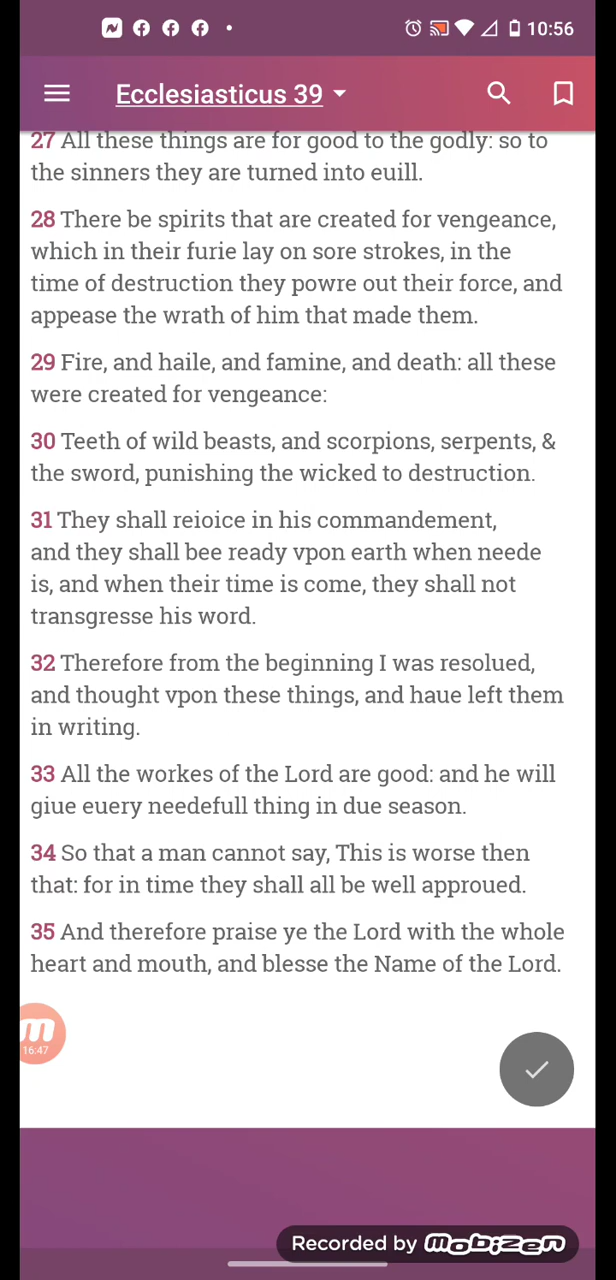 10:56
Ecclesiasticus 39
27 All these things are for good to the godly: so to
the sinners they are turned into euill.
28 There be spirits that are created for vengeance,
which in their furie lay on sore strokes, in the
time of destruction they powre out their force, and
appease the wrath of him that made them.
29 Fire, and haile, and famine, and death: all these
were created for vengeance:
30 Teeth of wild beasts, and scorpions, serpents, &
the sword, punishing the wicked to destruction.
31 They shall reioice in his commandement,
and they shall bee ready vpon earth when neede
is, and when their time is come, they shall not
transgresse his word.
32 Therefore from the beginning I was resolued,
and thought vpon these things, and haue left them
in writing.
33 All the workes of the Lord are good: and he will
giue euery needefull thing in due season.
34 So that a man cannot say, This is worse then
that: for in time they shall all be well approued.
35 And therefore praise ye the Lord with the whole
heart and mouth, and blesse the Name of the Lord.
m
16:47
Recorded by mobizen